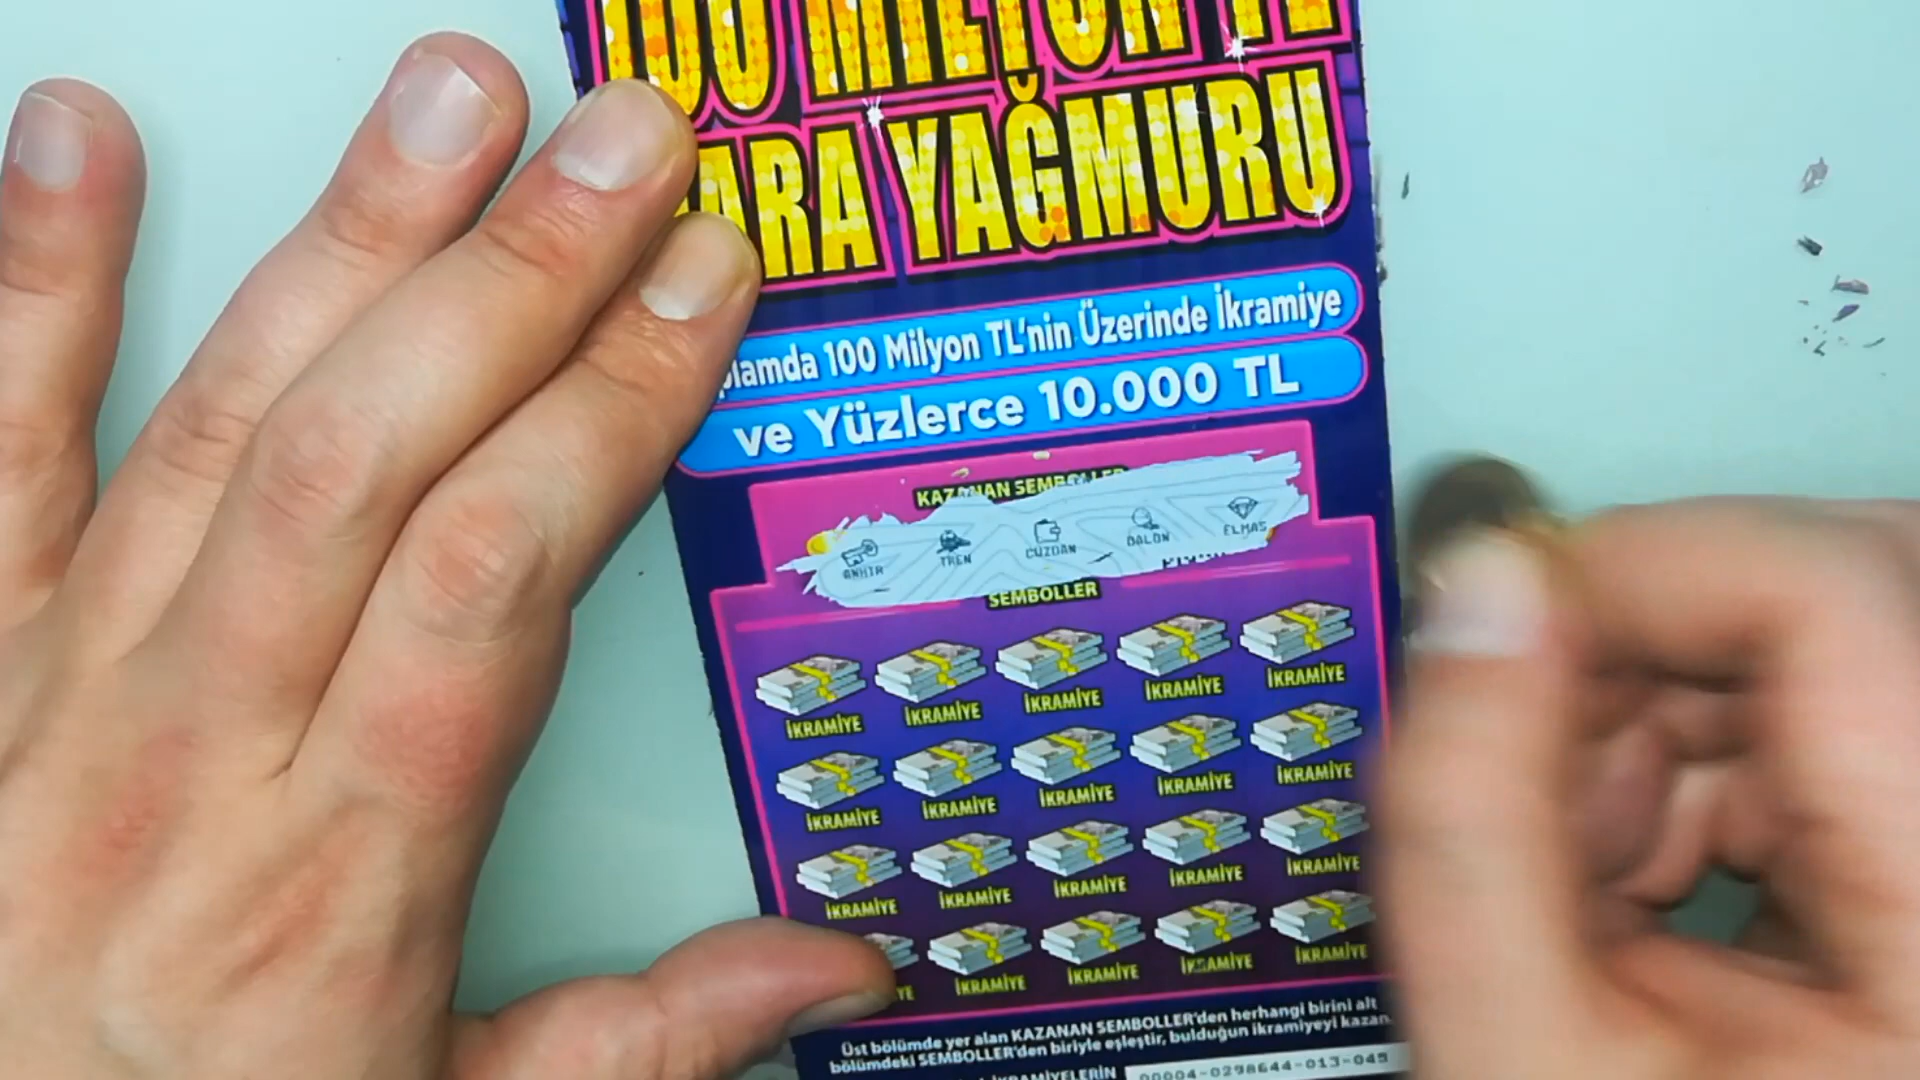 100 MİLYON TL
PARA YAĞMURU
Toplamda 100 Milyon TL'nin Üzerinde İkramiye
ve Yüzlerce 10.000 TL
KAZANAN SEMBOLLER
ANHTR TREN CÜZDAN BALON ELMAS
SEMBOLLER
İKRAMİYE İKRAMİYE İKRAMİYE İKRAMİYE İKRAMİYE
İKRAMİYE İKRAMİYE İKRAMİYE İKRAMİYE İKRAMİYE
İKRAMİYE İKRAMİYE İKRAMİYE İKRAMİYE İKRAMİYE
İKRAMİYE İKRAMİYE İKRAMİYE İKRAMİYE
Üst bölümde yer alan KAZANAN SEMBOLLER'den herhangi birini alt
bölümdeki SEMBOLLER'den biriyle eşleştir, bulduğun ikramiyeyi kazan.
İKRAMİYELERİN 00004-0298644-013-049